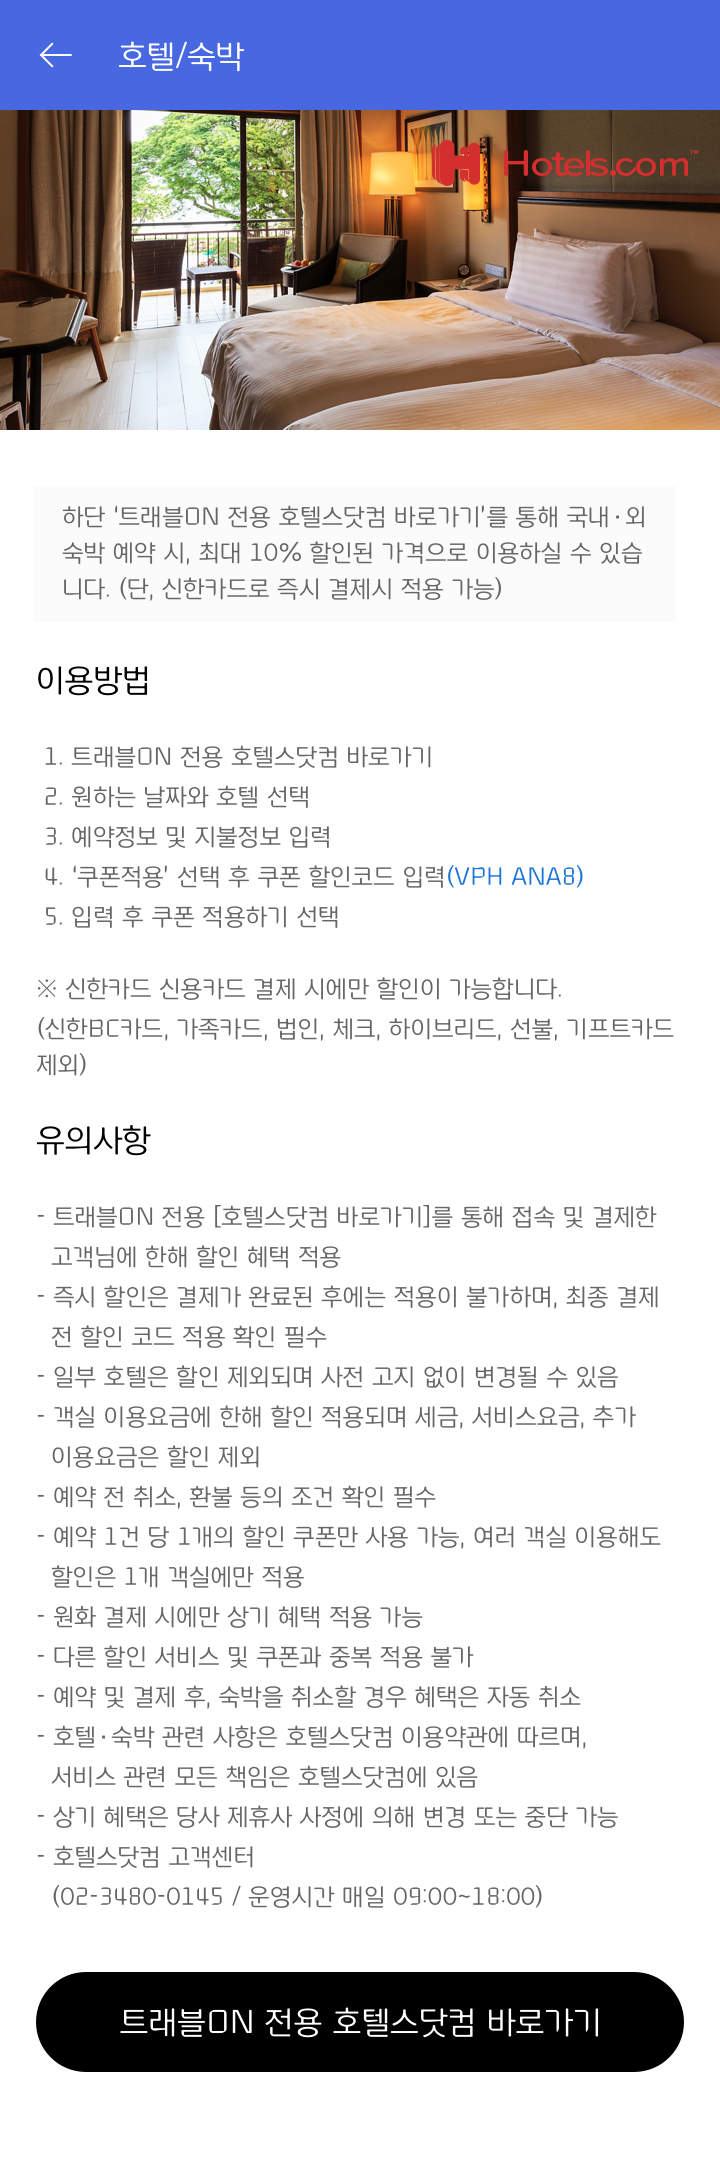 호텔/숙박
Hotels.com™
하단 ‘트래블ON 전용 호텔스닷컴 바로가기’를 통해 국내·외
숙박 예약 시, 최대 10% 할인된 가격으로 이용하실 수 있습
니다. (단, 신한카드로 즉시 결제시 적용 가능)
이용방법
1. 트래블ON 전용 호텔스닷컴 바로가기
2. 원하는 날짜와 호텔 선택
3. 예약정보 및 지불정보 입력
4. ‘쿠폰적용’ 선택 후 쿠폰 할인코드 입력(VPH ANA8)
5. 입력 후 쿠폰 적용하기 선택
※ 신한카드 신용카드 결제 시에만 할인이 가능합니다.
(신한BC카드, 가족카드, 법인, 체크, 하이브리드, 선불, 기프트카드
제외)
유의사항
- 트래블ON 전용 [호텔스닷컴 바로가기]를 통해 접속 및 결제한
고객님에 한해 할인 혜택 적용
- 즉시 할인은 결제가 완료된 후에는 적용이 불가하며, 최종 결제
전 할인 코드 적용 확인 필수
- 일부 호텔은 할인 제외되며 사전 고지 없이 변경될 수 있음
- 객실 이용요금에 한해 할인 적용되며 세금, 서비스요금, 추가
이용요금은 할인 제외
- 예약 전 취소, 환불 등의 조건 확인 필수
- 예약 1건 당 1개의 할인 쿠폰만 사용 가능, 여러 객실 이용해도
할인은 1개 객실에만 적용
- 원화 결제 시에만 상기 혜택 적용 가능
- 다른 할인 서비스 및 쿠폰과 중복 적용 불가
- 예약 및 결제 후, 숙박을 취소할 경우 혜택은 자동 취소
- 호텔·숙박 관련 사항은 호텔스닷컴 이용약관에 따르며,
서비스 관련 모든 책임은 호텔스닷컴에 있음
- 상기 혜택은 당사 제휴사 사정에 의해 변경 또는 중단 가능
- 호텔스닷컴 고객센터
(02-3480-0145 / 운영시간 매일 09:00~18:00)
트래블ON 전용 호텔스닷컴 바로가기